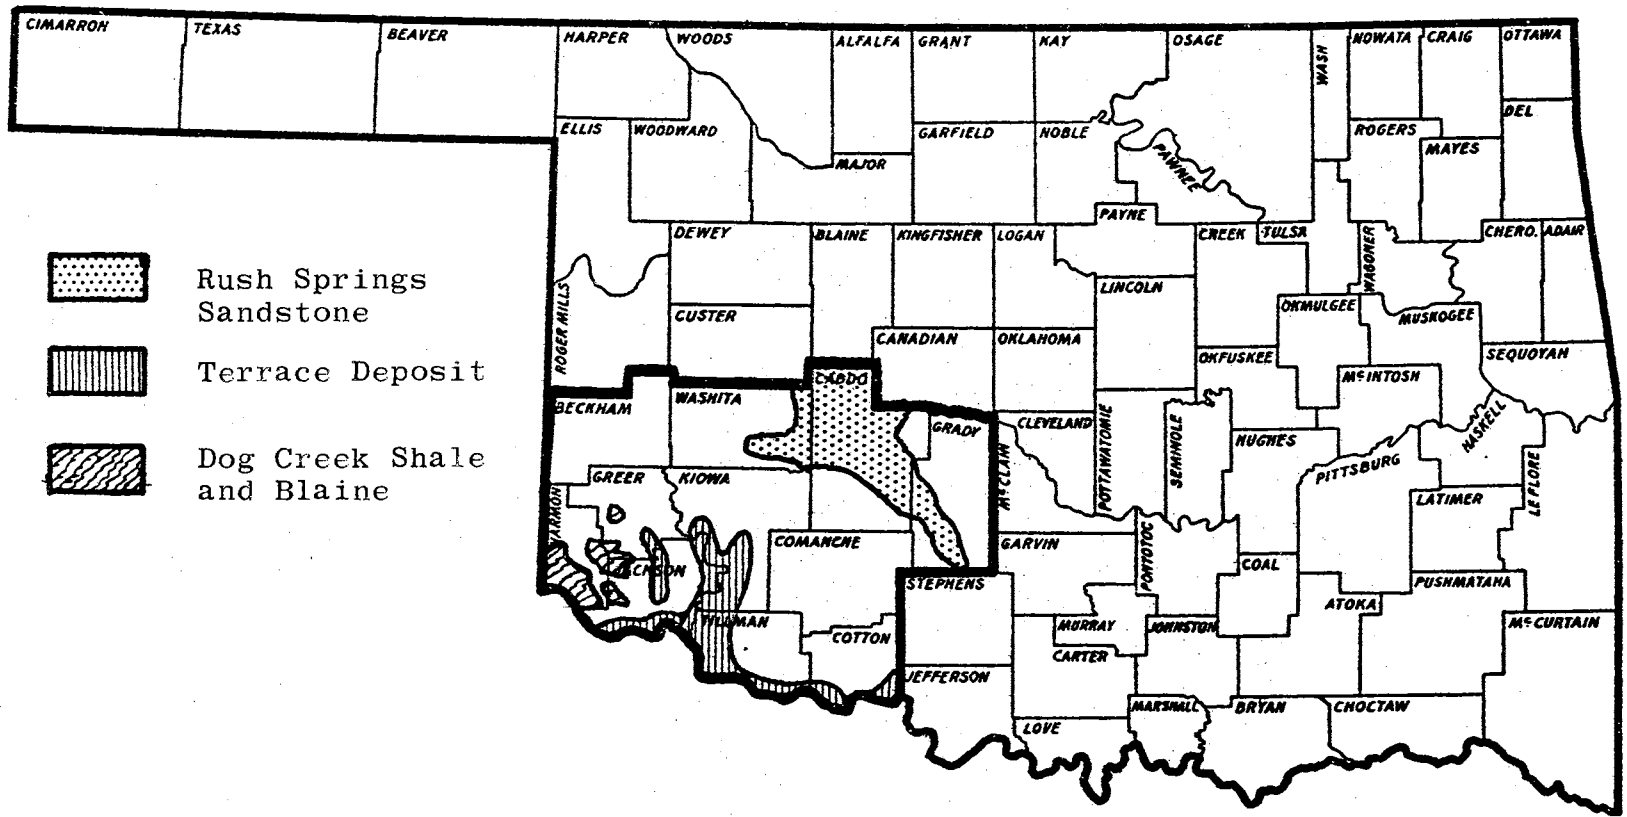 CIMARRON
TEXAS
BEAVER
HARPER
WOODS
ALFALFA
GRANT
KAY
OSAGE
WASH
NOWATA
CRAIG
OTTAWA
DEL
ELLIS
WOODWARD
MAJOR
GARFIELD
NOBLE
PAWNEE
ROGERS
MAYES
PAYNE
DEWEY
BLAINE
KINGFISHER
LOGAN
CREEK
TULSA
WAGONER
CHERO.
ADAIR
Rush Springs
Sandstone
ROGER MILLS
CUSTER
CANADIAN
OKLAHOMA
LINCOLN
OKMULGEE
MUSKOGEE
OKFUSKEE
SEQUOYAH
Terrace Deposit
BECKHAM
WASHITA
CADDO
GRADY
McCLAIN
CLEVELAND
POTTAWATOMIE
SEMINOLE
HUGHES
McINTOSH
HASKELL
PITTSBURG
LATIMER
LE FLORE
Dog Creek Shale
and Blaine
GREER
KIOWA
HARMON
JACKSON
COMANCHE
GARVIN
PONTOTOC
COAL
PUSHMATAHA
STEPHENS
ATOKA
TILLMAN
COTTON
MURRAY
JOHNSTON
McCURTAIN
CARTER
JEFFERSON
MARSHALL
BRYAN
CHOCTAW
LOVE